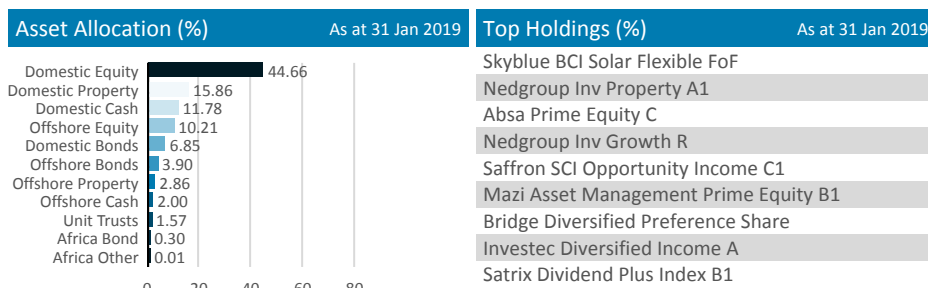 Asset Allocation (%) As at 31 Jan 2019
Domestic Equity 44.66
Domestic Property 15.86
Domestic Cash 11.78
Offshore Equity 10.21
Domestic Bonds 6.85
Offshore Bonds 3.90
Offshore Property 2.86
Offshore Cash 2.00
Unit Trusts 1.57
Africa Bond 0.30
Africa Other 0.01
0 20 40 60 80
Top Holdings (%) As at 31 Jan 2019
Skyblue BCI Solar Flexible FoF
Nedgroup Inv Property A1
Absa Prime Equity C
Nedgroup Inv Growth R
Saffron SCI Opportunity Income C1
Mazi Asset Management Prime Equity B1
Bridge Diversified Preference Share
Investec Diversified Income A
Satrix Dividend Plus Index B1